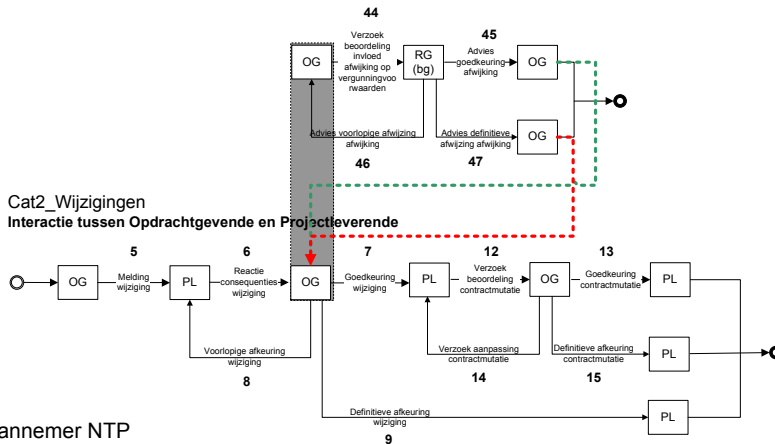 44
Verzoek
beoordeling
invloed
afwijking op
vergunningvoo
rwaarden
45
Advies
goedkeuring
afwijking
OG
RG
(bg)
OG
Advies voorlopige afwijzing
afwijking
46
Advies definitieve
afwijzing afwijking
47
OG
Cat2_Wijzigingen
Interactie tussen Opdrachtgevende en Projectleverende
5
Melding
wijziging
6
Reactie
consequenties
wijziging
7
Goedkeuring
wijziging
12
Verzoek
beoordeling
contractmutatie
13
Goedkeuring
contractmutatie
OG
PL
OG
PL
OG
PL
Voorlopige afkeuring
wijziging
8
Verzoek aanpassing
contractmutatie
14
Definitieve afkeuring
contractmutatie
15
PL
Definitieve afkeuring
wijziging
9
PL
annemer NTP